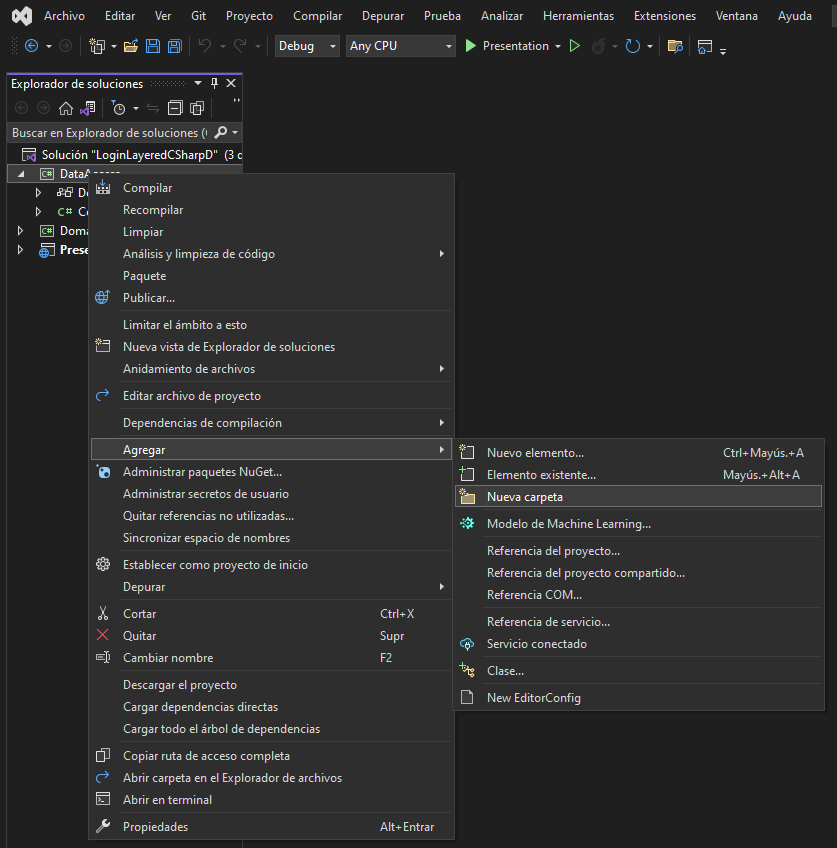 Archivo Editar Ver Git Proyecto Compilar Depurar Prueba Analizar Herramientas Extensiones Ventana Ayuda
Debug Any CPU Presentation
Explorador de soluciones
Buscar en Explorador de soluciones (
Solución "LoginLayeredCSharpD" (3 d
DataAccess
De
C# Co
C# Doma
Prese
Compilar
Recompilar
Limpiar
Análisis y limpieza de código
Paquete
Publicar...
Limitar el ámbito a esto
Nueva vista de Explorador de soluciones
Anidamiento de archivos
Editar archivo de proyecto
Dependencias de compilación
Agregar
Administrar paquetes NuGet...
Administrar secretos de usuario
Quitar referencias no utilizadas...
Sincronizar espacio de nombres
Establecer como proyecto de inicio
Depurar
Cortar Ctrl+X
Quitar Supr
Cambiar nombre F2
Descargar el proyecto
Cargar dependencias directas
Cargar todo el árbol de dependencias
Copiar ruta de acceso completa
Abrir carpeta en el Explorador de archivos
Abrir en terminal
Propiedades Alt+Entrar
Nuevo elemento... Ctrl+Mayús.+A
Elemento existente... Mayús.+Alt+A
Nueva carpeta
Modelo de Machine Learning...
Referencia del proyecto...
Referencia del proyecto compartido...
Referencia COM...
Referencia de servicio...
Servicio conectado
Clase...
New EditorConfig